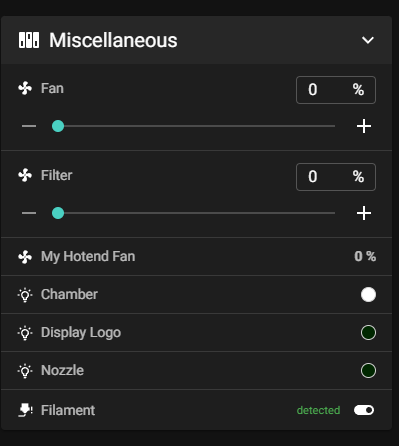 Miscellaneous
Fan 0 %
Filter 0 %
My Hotend Fan 0 %
Chamber
Display Logo
Nozzle
Filament detected